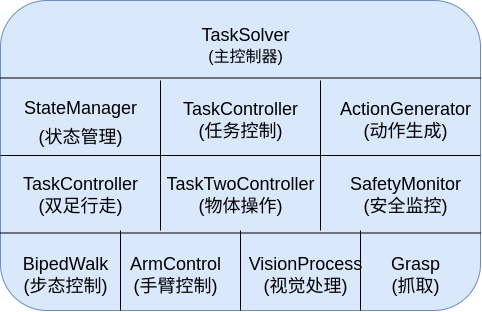 TaskSolver
(主控制器)
StateManager
(状态管理)
TaskController
(任务控制)
ActionGenerator
(动作生成)
TaskController
(双足行走)
TaskTwoController
(物体操作)
SafetyMonitor
(安全监控)
BipedWalk
(步态控制)
ArmControl
(手臂控制)
VisionProcess
(视觉处理)
Grasp
(抓取)